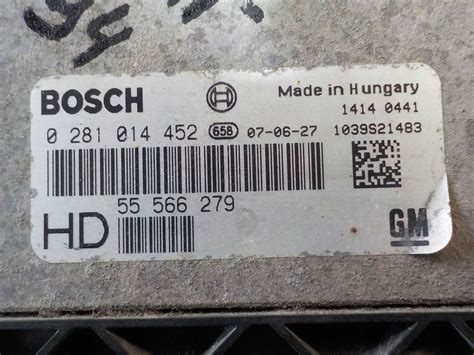 BOSCH
Made in Hungary
1414 0441
0 281 014 452 658 07-06-27 1039S21483
55 566 279
HD
GM